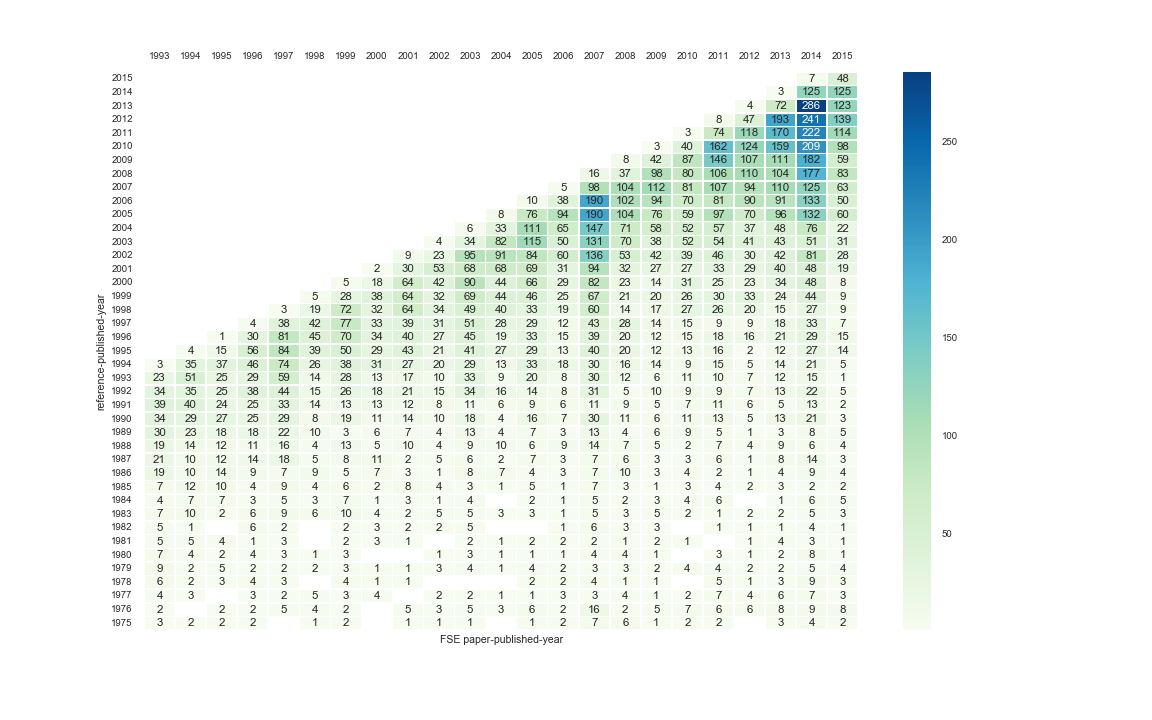 1993 1994 1995 1996 1997 1998 1999 2000 2001 2002 2003 2004 2005 2006 2007 2008 2009 2010 2011 2012 2013 2014 2015
2015 7 48
2014 3 125 125
2013 4 72 286 123
2012 8 47 193 241 139
2011 3 74 118 170 222 114
2010 3 40 162 124 159 209 98
2009 8 42 87 146 107 111 182 59
2008 16 37 98 80 106 110 104 177 83
2007 5 98 104 112 81 107 94 110 125 63
2006 10 38 190 102 94 70 81 90 91 133 50
2005 8 76 94 190 104 76 59 97 70 96 132 60
2004 6 33 111 65 147 71 58 52 57 37 48 76 22
2003 4 34 82 115 50 131 70 38 52 54 41 43 51 31
2002 9 23 95 91 84 60 136 53 42 39 46 30 42 81 28
2001 2 30 53 68 68 69 31 94 32 27 27 33 29 40 48 19
2000 5 18 64 42 90 44 66 29 82 23 14 31 25 23 34 48 8
1999 5 28 38 64 32 69 44 46 25 67 21 20 26 30 33 24 44 9
1998 3 19 72 32 64 34 49 40 33 19 60 14 17 27 26 20 15 27 9
1997 4 38 42 77 33 39 31 51 28 29 12 43 28 14 15 9 9 18 33 7
1996 1 30 81 45 70 34 40 27 45 19 33 15 39 20 12 15 18 16 21 29 15
1995 4 15 56 84 39 50 29 43 21 41 27 29 13 40 20 12 13 16 2 12 27 14
1994 3 35 37 46 74 26 38 31 27 20 29 13 33 18 30 16 14 9 15 5 14 21 5
1993 23 51 25 29 59 14 28 13 17 10 33 9 20 8 30 12 6 11 10 7 12 15 1
1992 34 35 25 38 44 15 26 18 21 15 34 16 14 8 31 5 10 9 9 7 13 22 5
1991 39 40 24 25 33 14 13 13 12 8 11 6 9 6 11 9 5 7 11 6 5 13 2
1990 34 29 27 25 29 8 19 11 14 10 18 4 16 7 30 11 6 11 13 5 13 21 3
1989 30 23 18 18 22 10 3 6 7 4 13 4 7 3 13 4 6 9 5 1 3 8 5
1988 19 14 12 11 16 4 13 5 10 4 9 10 6 9 14 7 5 2 7 4 9 6 4
1987 21 10 12 14 18 5 8 11 2 5 6 2 7 3 7 6 3 3 6 1 8 14 3
1986 19 10 14 9 7 9 5 7 3 1 8 7 4 3 7 10 3 4 2 1 4 9 4
1985 7 12 10 4 9 4 6 2 8 4 3 1 5 1 7 3 1 3 4 2 3 2 2
1984 4 7 7 3 5 3 7 1 3 1 4 2 1 5 2 3 4 6 1 6 5
1983 7 10 2 6 9 6 10 4 2 5 5 3 3 1 5 3 5 2 1 2 2 5 3
1982 5 1 6 2 2 3 2 2 5 1 6 3 3 1 1 1 4 1
1981 5 5 4 1 3 2 3 1 2 1 2 2 2 1 2 1 1 4 3 1
1980 7 4 2 4 3 1 3 1 3 1 1 1 4 4 1 3 1 2 8 1
1979 9 2 5 2 2 2 3 1 1 3 4 1 4 2 3 3 2 4 4 2 2 5 4
1978 6 2 3 4 3 4 1 1 2 2 4 1 1 5 1 3 9 3
1977 4 3 3 2 5 3 4 2 2 1 1 3 3 4 1 2 7 4 6 7 3
1976 2 2 2 5 4 2 5 3 5 3 6 2 16 2 5 7 6 6 8 9 8
1975 3 2 2 2 1 2 1 1 1 1 2 7 6 1 2 2 3 4 2
reference-published-year
FSE paper-published-year
250
200
150
100
50